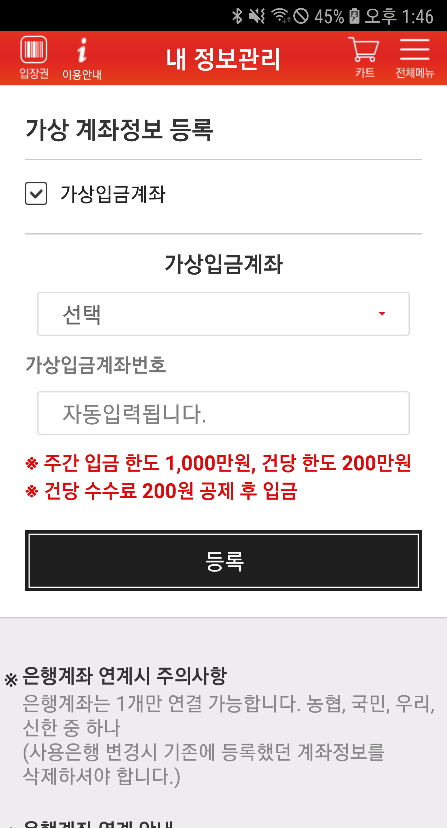 45% 오후 1:46
입장권
이용안내
내 정보관리
카트
전체메뉴
가상 계좌정보 등록
가상입금계좌
가상입금계좌
선택
가상입금계좌번호
자동입력됩니다.
※ 주간 입금 한도 1,000만원, 건당 한도 200만원
※ 건당 수수료 200원 공제 후 입금
등록
※ 은행계좌 연계시 주의사항
은행계좌는 1개만 연결 가능합니다. 농협, 국민, 우리,
신한 중 하나
(사용은행 변경시 기존에 등록했던 계좌정보를
삭제하셔야 합니다.)
은행계좌 연계 안내